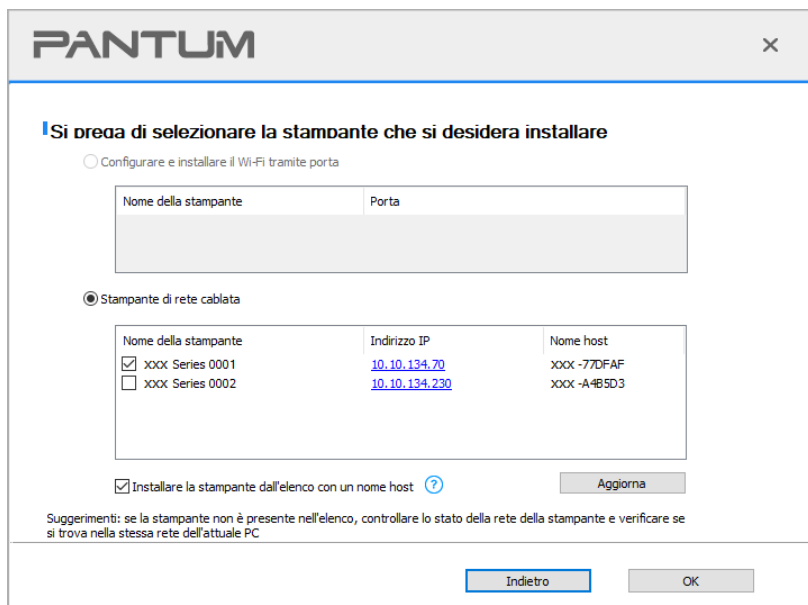 PANTUM
Si prega di selezionare la stampante che si desidera installare
Configurare e installare il Wi-Fi tramite porta
Nome della stampante Porta
Stampante di rete cablata
Nome della stampante Indirizzo IP Nome host
XXX Series 0001 10.10.134.70 XXX -77DFAF
XXX Series 0002 10.10.134.230 XXX -A4B5D3
Installare la stampante dall'elenco con un nome host ?
Aggiorna
Suggerimenti: se la stampante non è presente nell'elenco, controllare lo stato della rete della stampante e verificare se
si trova nella stessa rete dell'attuale PC
Indietro OK